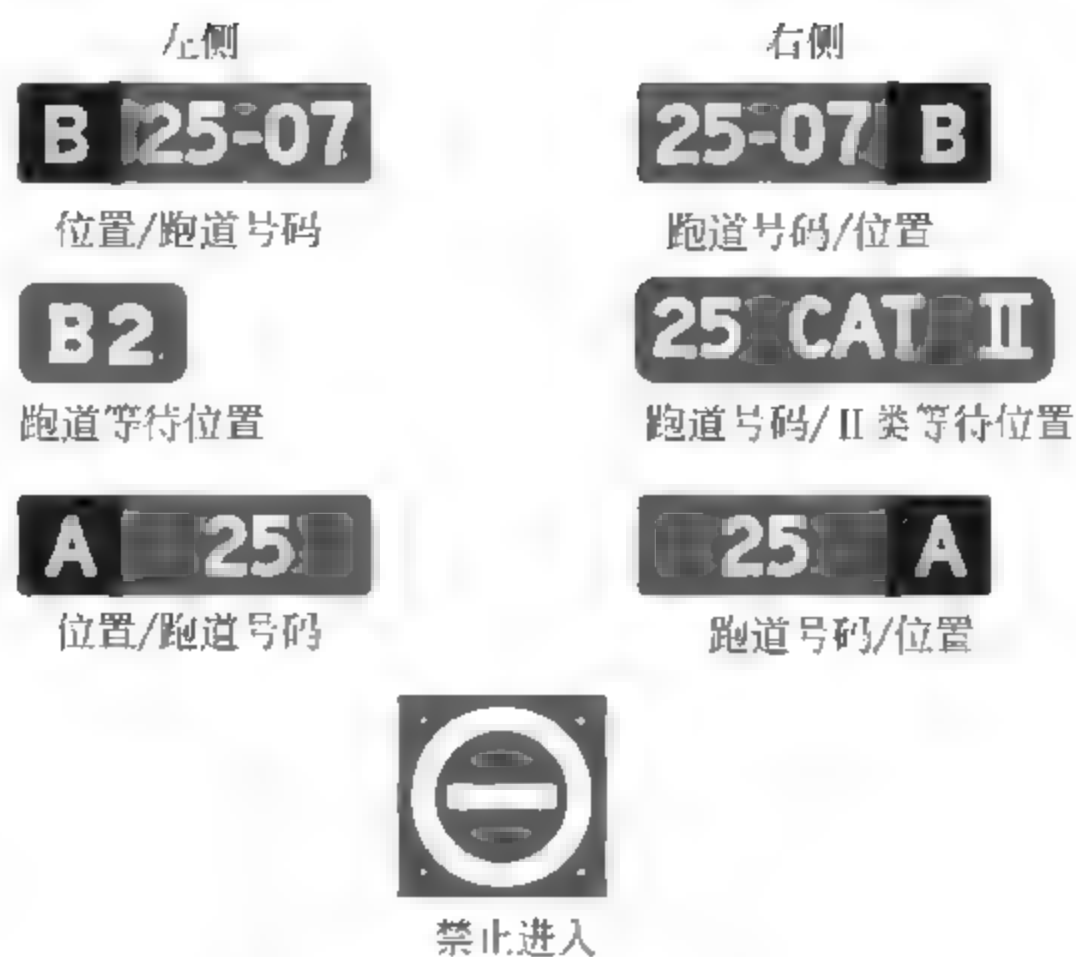 左侧 右侧
B 25-07 25-07 B
位置/跑道号码 跑道号码/位置
B2 25 CAT II
跑道等待位置 跑道号码/II类等待位置
A 25 25 A
位置/跑道号码 跑道号码/位置
禁止进入